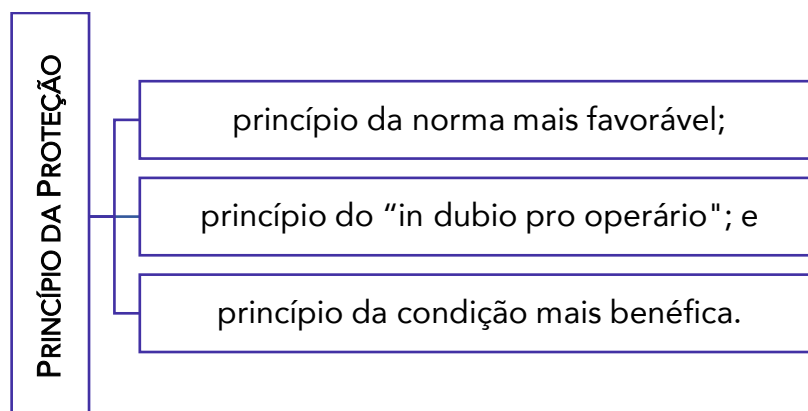 PRINCÍPIO DA PROTEÇÃO
princípio da norma mais favorável;
princípio do “in dubio pro operário"; e
princípio da condição mais benéfica.